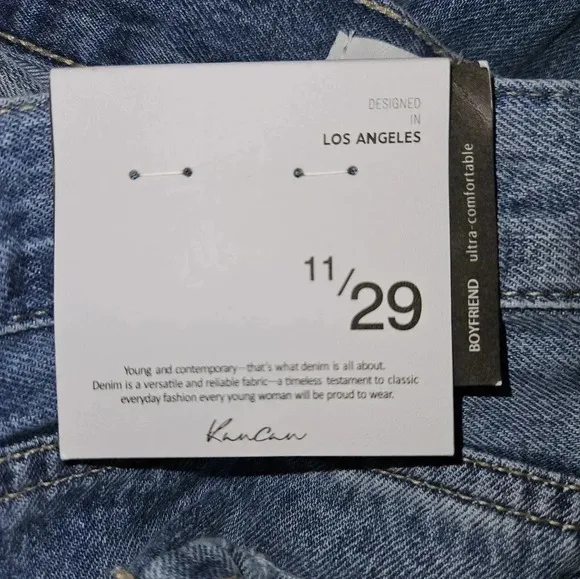 DESIGNED
IN
LOS ANGELES
11/29
Young and contemporary—that's what denim is all about.
Denim is a versatile and reliable fabric—a timeless testament to classic
everyday fashion every young woman will be proud to wear.
KanCan
BOYFRIEND ultra-comfortable